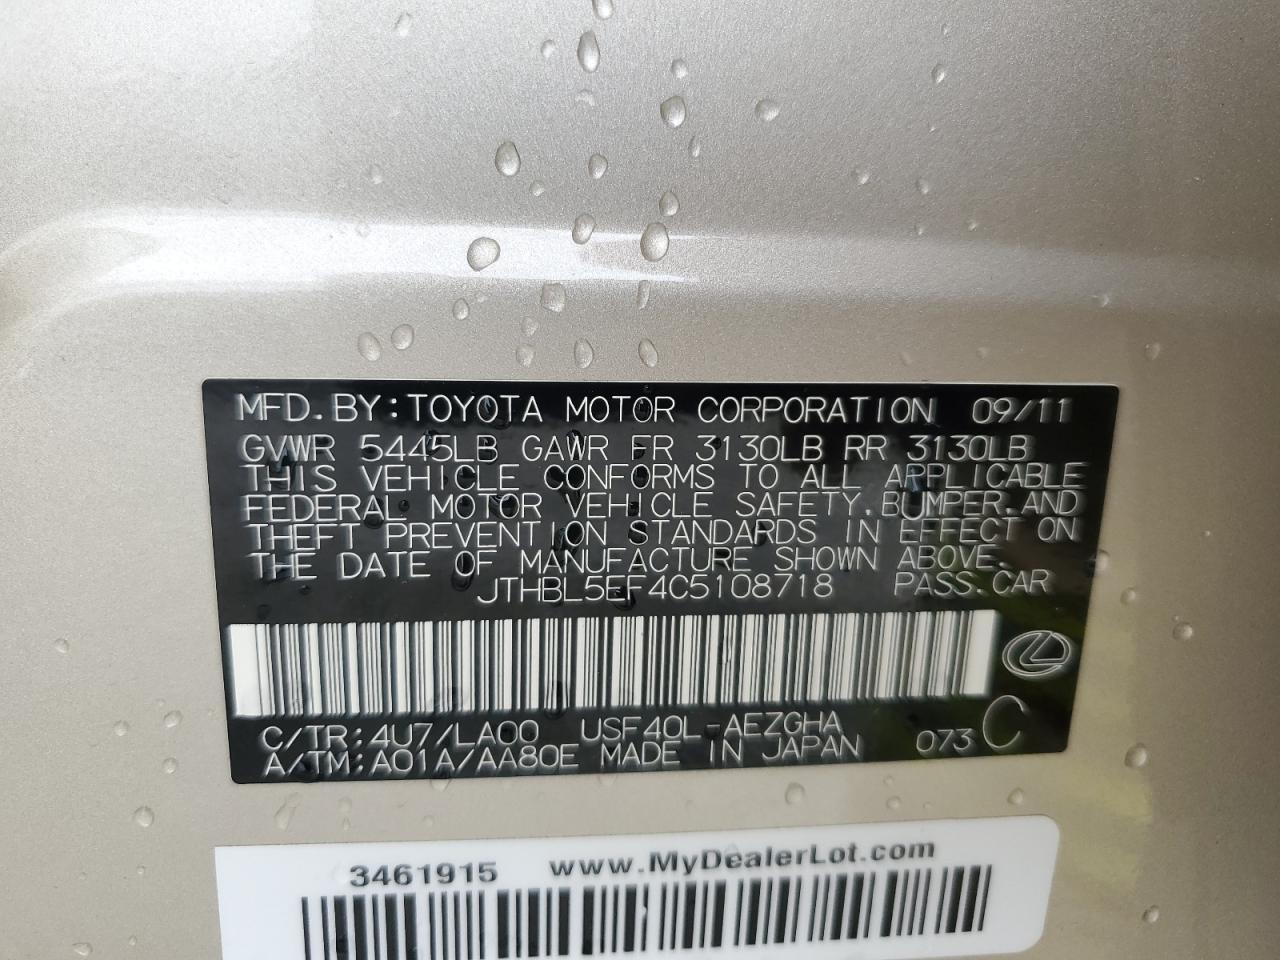 MFD.BY:TOYOTA MOTOR CORPORATION 09/11
GVWR 5445LB GAWR FR 3130LB RR 3130LB
THIS VEHICLE CONFORMS TO ALL APPLICABLE
FEDERAL MOTOR VEHICLE SAFETY.BUMPER.AND
THEFT PREVENTION STANDARDS IN EFFECT ON
THE DATE OF MANUFACTURE SHOWN ABOVE.
JTHBL5EF4C5108718 PASS.CAR
C/TR:4U7/LA00 USF40L-AEZGHA
A/TM:A01A/AA80E MADE IN JAPAN 073 C
3461915 www.MyDealerLot.com